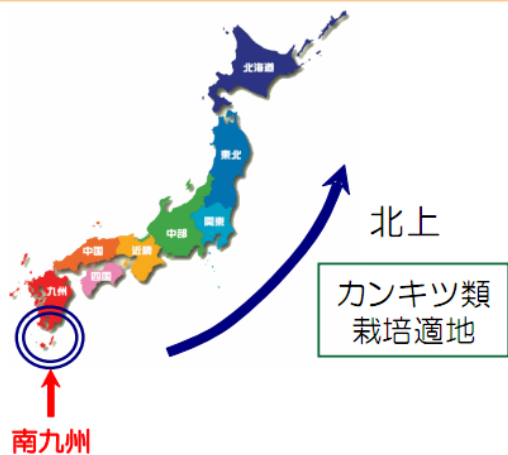 北海道
東北
関東
中部
近畿
中国
四国
九州
北上
カンキツ類
栽培適地
南九州